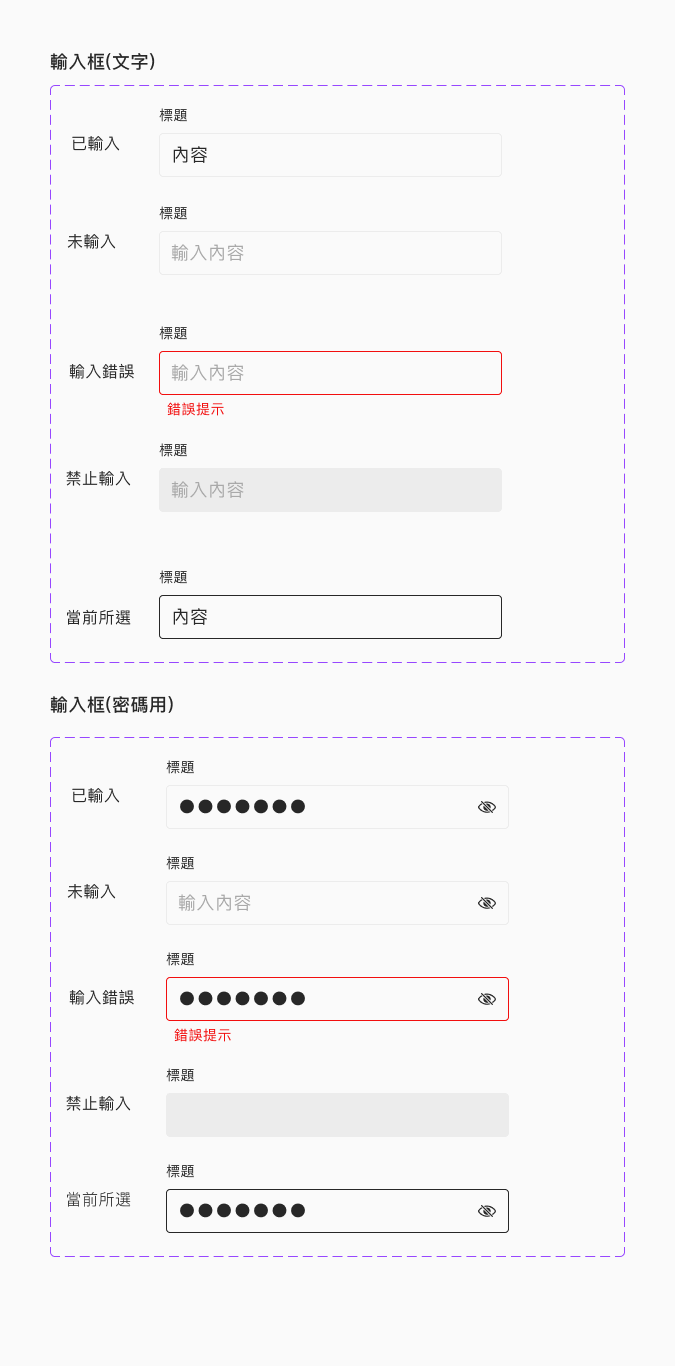 輸入框(文字)
標題
已輸入
內容
標題
未輸入
輸入內容
標題
輸入錯誤
輸入內容
錯誤提示
標題
禁止輸入
輸入內容
標題
當前所選
內容
輸入框(密碼用)
標題
已輸入
●●●●●●●
標題
未輸入
輸入內容
標題
輸入錯誤
●●●●●●●
錯誤提示
標題
禁止輸入
標題
當前所選
●●●●●●●